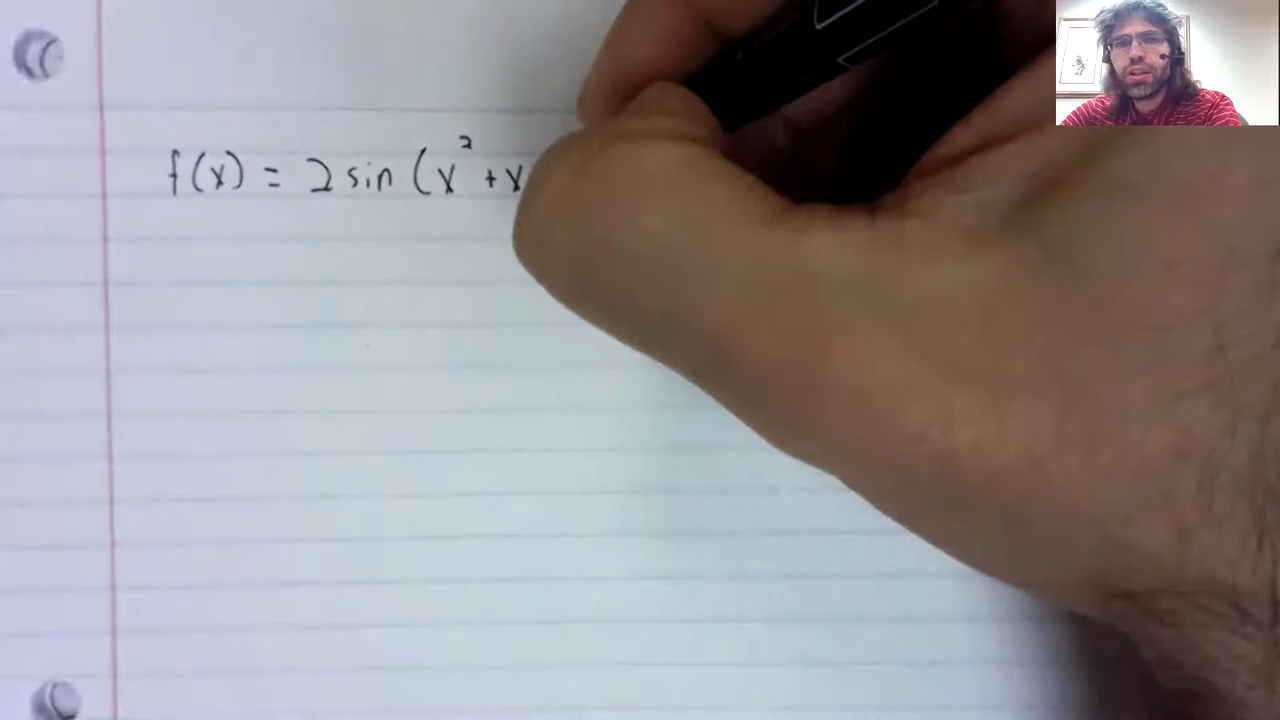 f(x) = 2 sin (x² + x